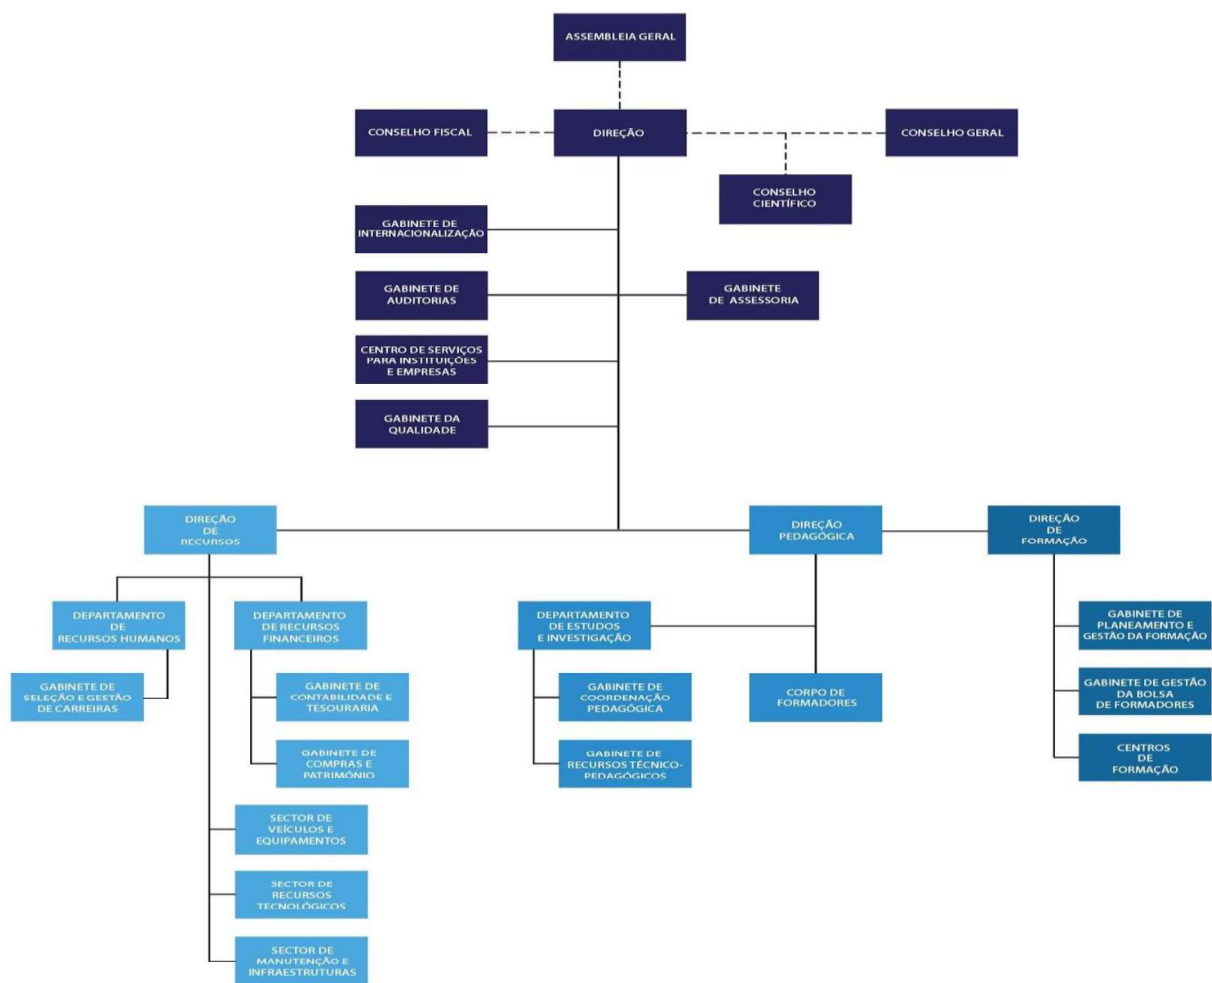 ASSEMBLEIA GERAL
CONSELHO FISCAL
DIREÇÃO
CONSELHO GERAL
CONSELHO
CIENTÍFICO
GABINETE DE
INTERNACIONALIZAÇÃO
GABINETE DE
AUDITORIAS
GABINETE
DE ASSESSORIA
CENTRO DE SERVIÇOS
PARA INSTITUIÇÕES
E EMPRESAS
GABINETE DA
QUALIDADE
DIREÇÃO
DE
RECURSOS
DIREÇÃO
PEDAGÓGICA
DIREÇÃO
DE
FORMAÇÃO
DEPARTAMENTO
DE
RECURSOS HUMANOS
DEPARTAMENTO
DE RECURSOS
FINANCEIROS
DEPARTAMENTO
DE ESTUDOS
E INVESTIGAÇÃO
GABINETE DE
PLANEAMENTO E
GESTÃO DA FORMAÇÃO
GABINETE DE
SELEÇÃO E GESTÃO
DE CARREIRAS
GABINETE DE
CONTABILIDADE E
TESOURARIA
GABINETE DE
COORDENAÇÃO
PEDAGÓGICA
CORPO DE
FORMADORES
GABINETE DE GESTÃO
DA BOLSA
DE FORMADORES
GABINETE DE
COMPRAS E
PATRIMÓNIO
GABINETE DE
RECURSOS TÉCNICO-
PEDAGÓGICOS
CENTROS
DE
FORMAÇÃO
SECTOR DE
VEÍCULOS E
EQUIPAMENTOS
SECTOR DE
RECURSOS
TECNOLÓGICOS
SECTOR DE
MANUTENÇÃO E
INFRAESTRUTURAS